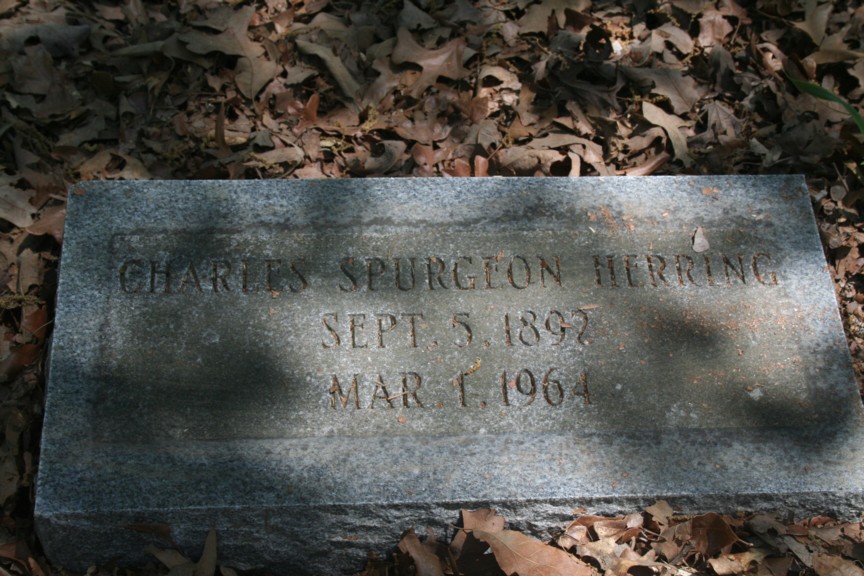 CHARLES SPURGEON HERRING
SEPT. 5. 1892
MAR. 1. 1964